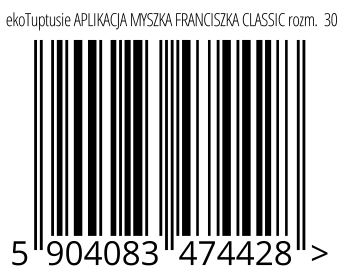 ekoTuptusie APLIKACJA MYSZKA FRANCISZKA CLASSIC rozm. 30
5 904083 474428 >